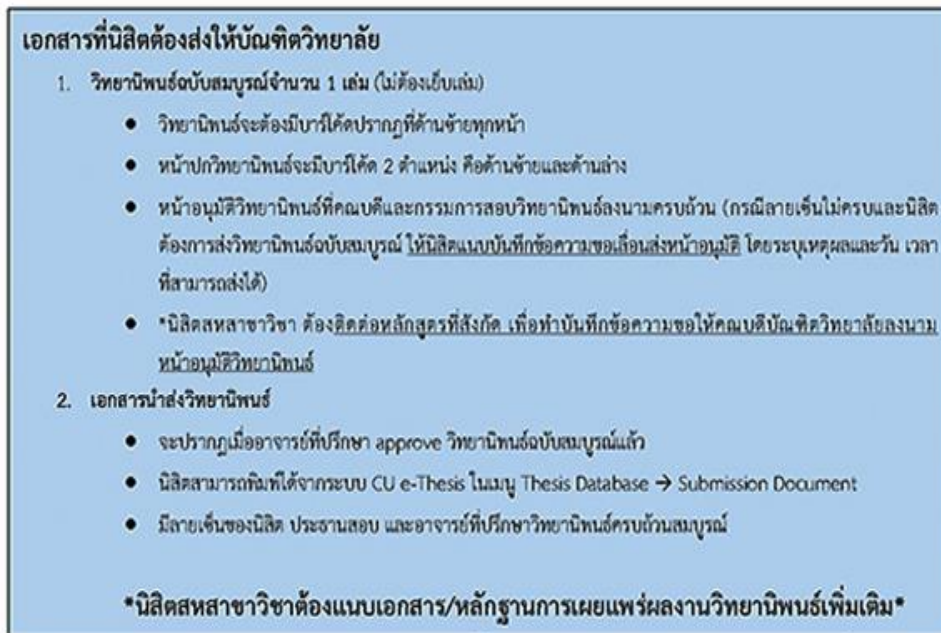 เอกสารที่นิสิตต้องส่งให้บัณฑิตวิทยาลัย
1. วิทยานิพนธ์ฉบับสมบูรณ์จำนวน 1 เล่ม (ไม่ต้องเย็บเล่ม)
● วิทยานิพนธ์จะต้องมีบาร์โค้ดปรากฏที่ด้านซ้ายทุกหน้า
● หน้าปกวิทยานิพนธ์จะมีบาร์โค้ด 2 ตำแหน่ง คือด้านซ้ายและด้านล่าง
● หน้าอนุมัติวิทยานิพนธ์ที่คณบดีและกรรมการสอบวิทยานิพนธ์ลงนามครบถ้วน (กรณีลายเซ็นไม่ครบและนิสิต
ต้องการส่งวิทยานิพนธ์ฉบับสมบูรณ์ ให้นิสิตแนบบันทึกข้อความขอเลื่อนส่งหน้าอนุมัติ โดยระบุเหตุผลและวัน เวลา
ที่สามารถส่งได้)
● *นิสิตสหสาขาวิชา ต้องติดต่อหลักสูตรที่สังกัด เพื่อทำบันทึกข้อความขอให้คณบดีบัณฑิตวิทยาลัยลงนาม
หน้าอนุมัติวิทยานิพนธ์
2. เอกสารนำส่งวิทยานิพนธ์
● จะปรากฏเมื่ออาจารย์ที่ปรึกษา approve วิทยานิพนธ์ฉบับสมบูรณ์แล้ว
● นิสิตสามารถพิมพ์ได้จากระบบ CU e-Thesis ในเมนู Thesis Database → Submission Document
● มีลายเซ็นของนิสิต ประธานสอบ และอาจารย์ที่ปรึกษาวิทยานิพนธ์ครบถ้วนสมบูรณ์
*นิสิตสหสาขาวิชาต้องแนบเอกสาร/หลักฐานการเผยแพร่ผลงานวิทยานิพนธ์เพิ่มเติม*